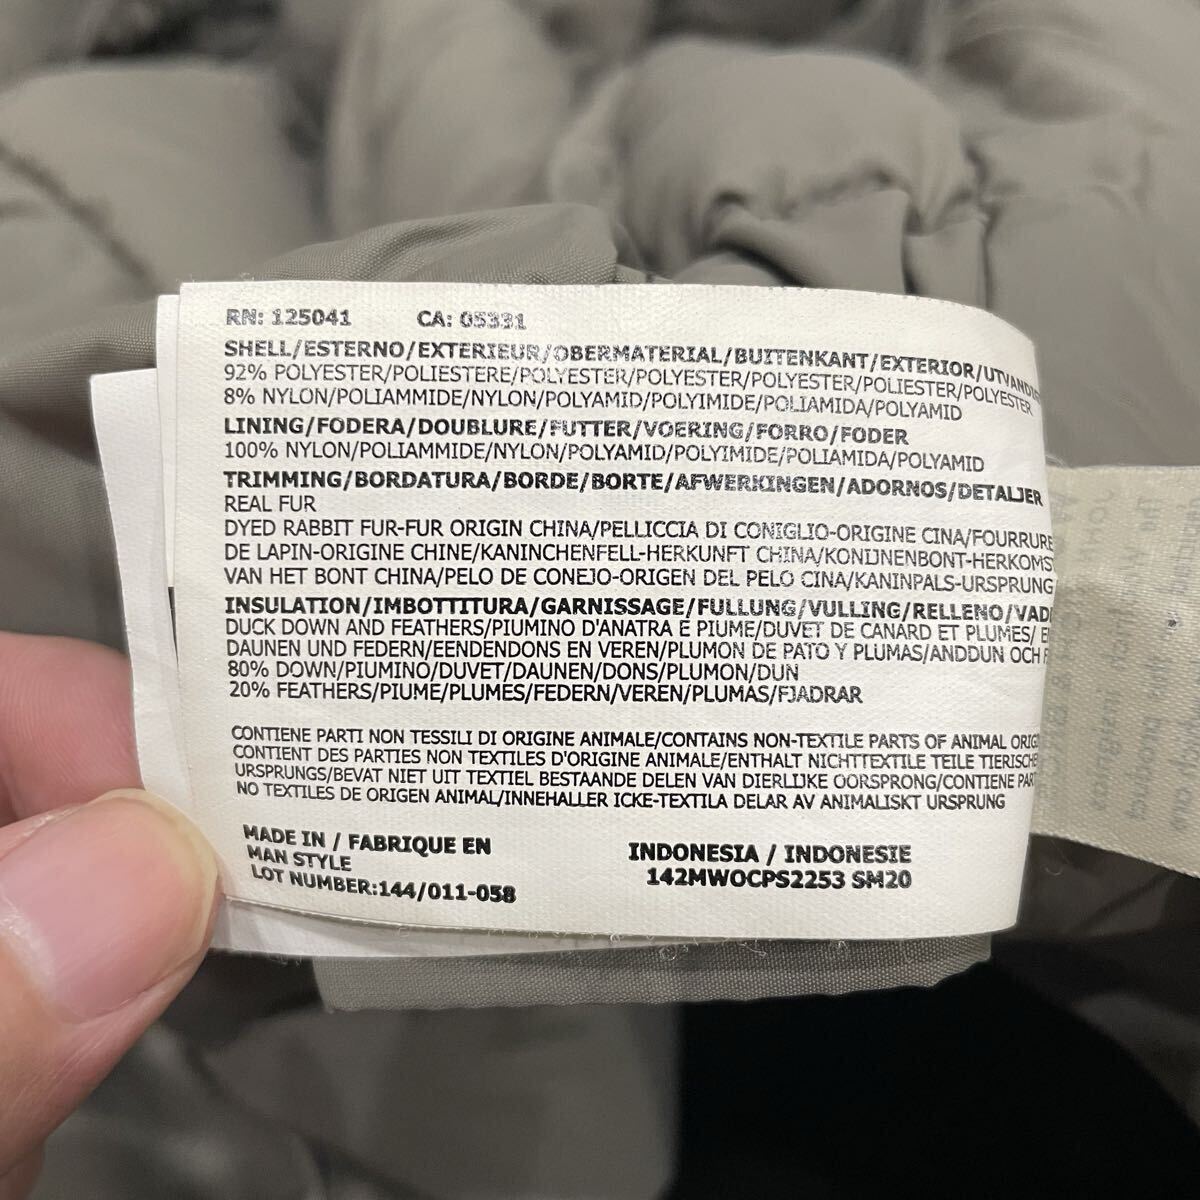 RN: 125041 CA: 05331
SHELL/ESTERNO/EXTERIEUR/OBERMATERIAL/BUITENKANT/EXTERIOR/
92% POLYESTER/POLIESTERE/POLYESTER/POLYESTER/POLYESTER/POLIESTER/POLYESTER
8% NYLON/POLIAMMIDE/NYLON/POLYAMID/POLYIMIDE/POLIAMIDA/POLYAMID
LINING/FODERA/DOUBLURE/FUTTER/VOERING/FORRO/FODER
100% NYLON/POLIAMMIDE/NYLON/POLYAMID/POLYIMIDE/POLIAMIDA/POLYAMID
TRIMMING/BORDATURA/BORDE/BORTE/AFWERKINGEN/ADORNOS/DETALJER
REAL FUR
DYED RABBIT FUR-FUR ORIGIN CHINA/PELLICCIA DI CONIGLIO-ORIGINE CINA/FOURRURE
DE LAPIN-ORIGINE CHINE/KANINCHENFELL-HERKUNFT CHINA/KONIJNENBONT-HERKOMST
VAN HET BONT CHINA/PELO DE CONEJO-ORIGEN DEL PELO CINA/KANINPALS-URSPRUNG
INSULATION/IMBOTTITURA/GARNISSAGE/FULLUNG/VULLING/RELLENO/VADD
DUCK DOWN AND FEATHERS/PIUMINO D'ANATRA E PIUME/DUVET DE CANARD ET PLUMES/
DAUNEN UND FEDERN/EENDENDONS EN VEREN/PLUMON DE PATO Y PLUMAS/ANDDUN OCH F
80% DOWN/PIUMINO/DUVET/DAUNEN/DONS/PLUMON/DUN
20% FEATHERS/PIUME/PLUMES/FEDERN/VEREN/PLUMAS/FJADRAR
CONTIENE PARTI NON TESSILI DI ORIGINE ANIMALE/CONTAINS NON-TEXTILE PARTS OF ANIMAL ORIG
CONTIENT DES PARTIES NON TEXTILES D'ORIGINE ANIMALE/ENTHALT NICHTTEXTILE TEILE TIERISCHE
URSPRUNGS/BEVAT NIET UIT TEXTIEL BESTAANDE DELEN VAN DIERLIJKE OORSPRONG/CONTIENE PART
NO TEXTILES DE ORIGEN ANIMAL/INNEHALLER ICKE-TEXTILA DELAR AV ANIMALISKT URSPRUNG
MADE IN / FABRIQUE EN INDONESIA / INDONESIE
MAN STYLE 142MWOCPS2253 SM20
LOT NUMBER:144/011-058